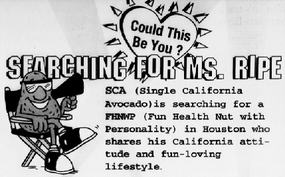 Could This
Be You ?
SEARCHING FOR MS. RIPE
SCA (Single California
Avocado)is searching for a
FHNWP (Fun Health Nut with
Personality) in Houston who
shares his California atti-
tude and fun-loving
lifestyle.